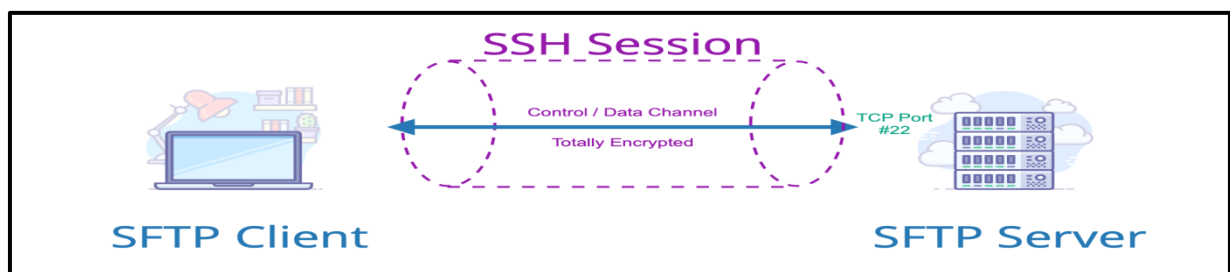 SSH Session
Control / Data Channel
Totally Encrypted
TCP Port
#22
SFTP Client
SFTP Server